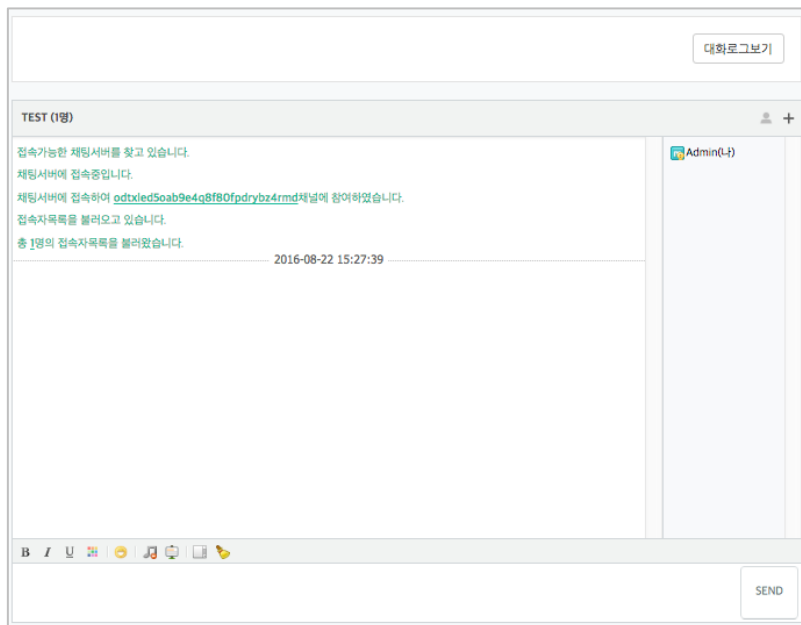 대화로그보기
TEST (1명)
접속가능한 채팅서버를 찾고 있습니다.
채팅서버에 접속중입니다.
채팅서버에 접속하여 odtxled5oab9e4q8f80fpdrybz4rmd채널에 참여하였습니다.
접속자목록을 불러오고 있습니다.
총 1명의 접속자목록을 불러왔습니다.
2016-08-22 15:27:39
Admin(나)
B I U
SEND